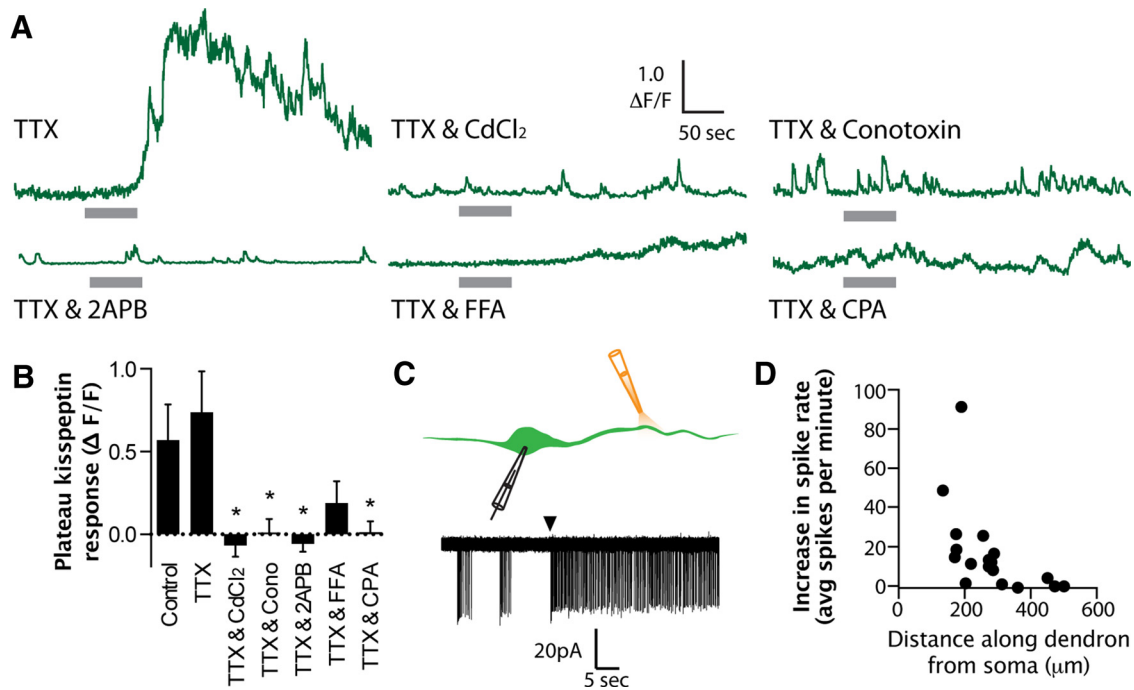 A
TTX
1.0
ΔF/F
50 sec
TTX & CdCl₂
TTX & Conotoxin
TTX & 2APB
TTX & FFA
TTX & CPA
B
Plateau kisspeptin
response (Δ F/F)
1.0
0.5
0.0
*
*
*
*
Control
TTX
TTX & CdCl₂
TTX & Cono
TTX & 2APB
TTX & FFA
TTX & CPA
C
20pA
5 sec
D
Increase in spike rate
(avg spikes per minute)
100
80
60
40
20
0
0
200
400
600
Distance along dendron
from soma (μm)